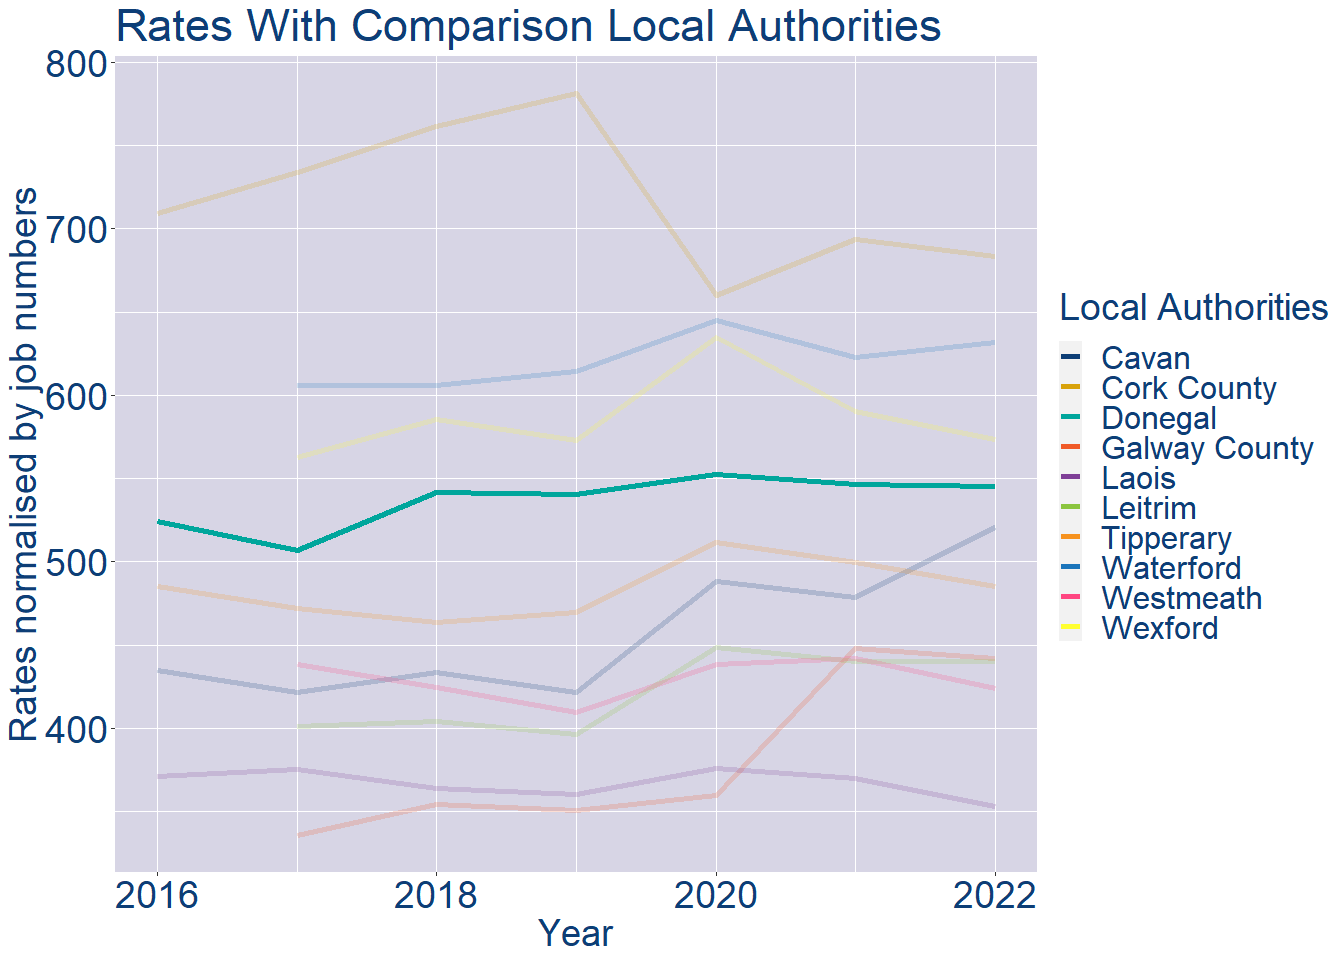 Rates With Comparison Local Authorities
Rates normalised by job numbers
800
700
600
500
400
2016 2018 2020 2022
Year
Local Authorities
Cavan
Cork County
Donegal
Galway County
Laois
Leitrim
Tipperary
Waterford
Westmeath
Wexford